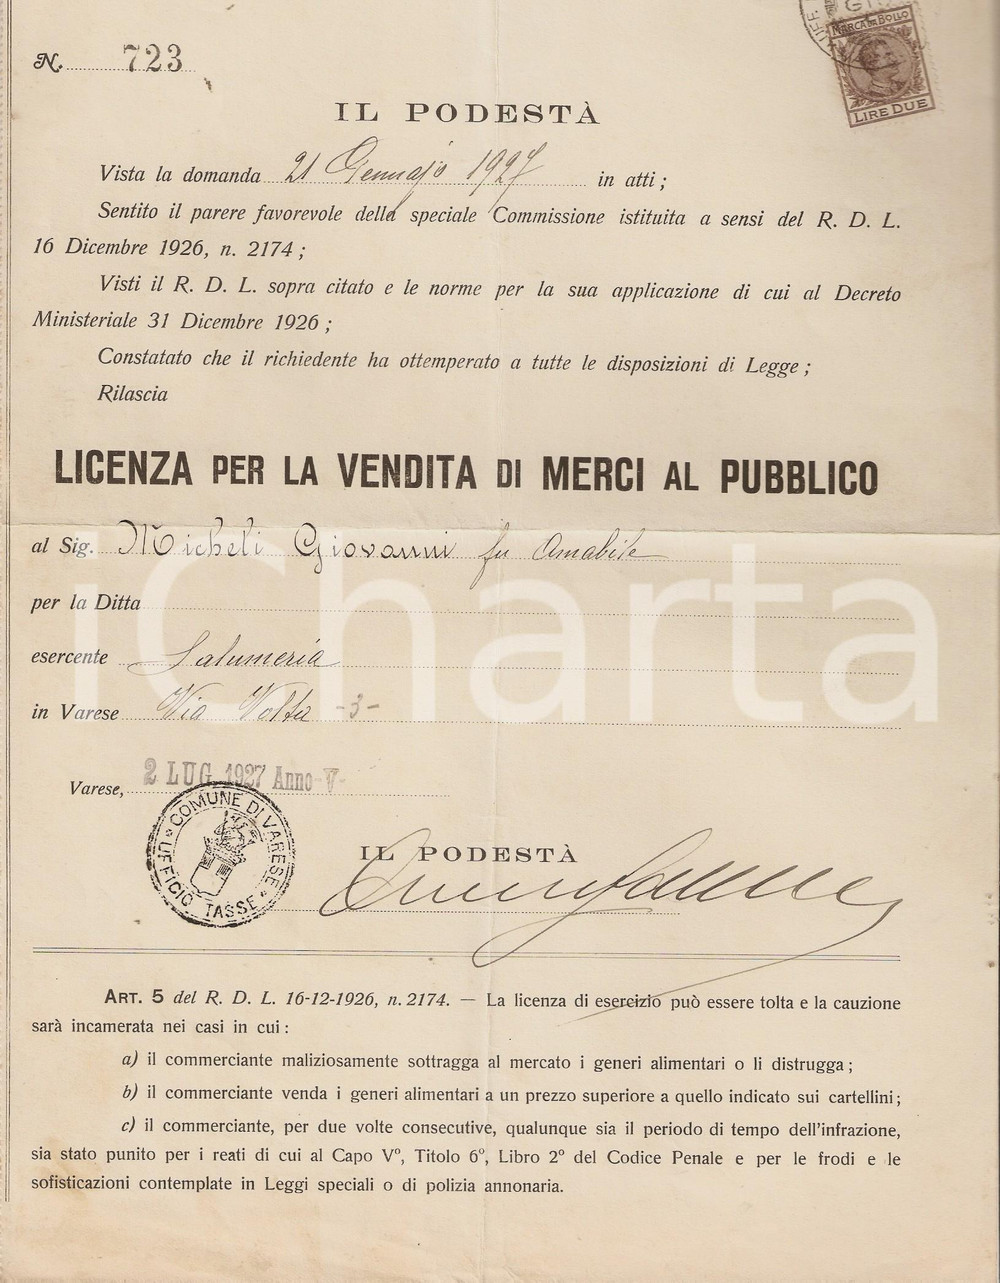 N. 723
MARCA DA BOLLO
LIRE DUE
IL PODESTÀ
Vista la domanda 21 Gennajo 1927 in atti ;
Sentito il parere favorevole della speciale Commissione istituita a sensi del R. D. L.
16 Dicembre 1926, n. 2174 ;
Visti il R. D. L. sopra citato e le norme per la sua applicazione di cui al Decreto
Ministeriale 31 Dicembre 1926 ;
Constatato che il richiedente ha ottemperato a tutte le disposizioni di Legge ;
Rilascia
LICENZA PER LA VENDITA DI MERCI AL PUBBLICO
al Sig. Micheli Giovanni fu Amabile
per la Ditta
esercente Salumeria
in Varese Via Volta -3-
iCharta
Varese, 2 LUG 1927 Anno V-
COMUNE DI VARESE
UFFICIO TASSE
IL PODESTÀ
ART. 5 del R. D. L. 16-12-1926, n. 2174. — La licenza di esercizio può essere tolta e la cauzione
sarà incamerata nei casi in cui :
a) il commerciante maliziosamente sottragga al mercato i generi alimentari o li distrugga ;
b) il commerciante venda i generi alimentari a un prezzo superiore a quello indicato sui cartellini ;
c) il commerciante, per due volte consecutive, qualunque sia il periodo di tempo dell'infrazione,
sia stato punito per i reati di cui al Capo Vº, Titolo 6º, Libro 2º del Codice Penale e per le frodi e le
sofisticazioni contemplate in Leggi speciali o di polizia annonaria.